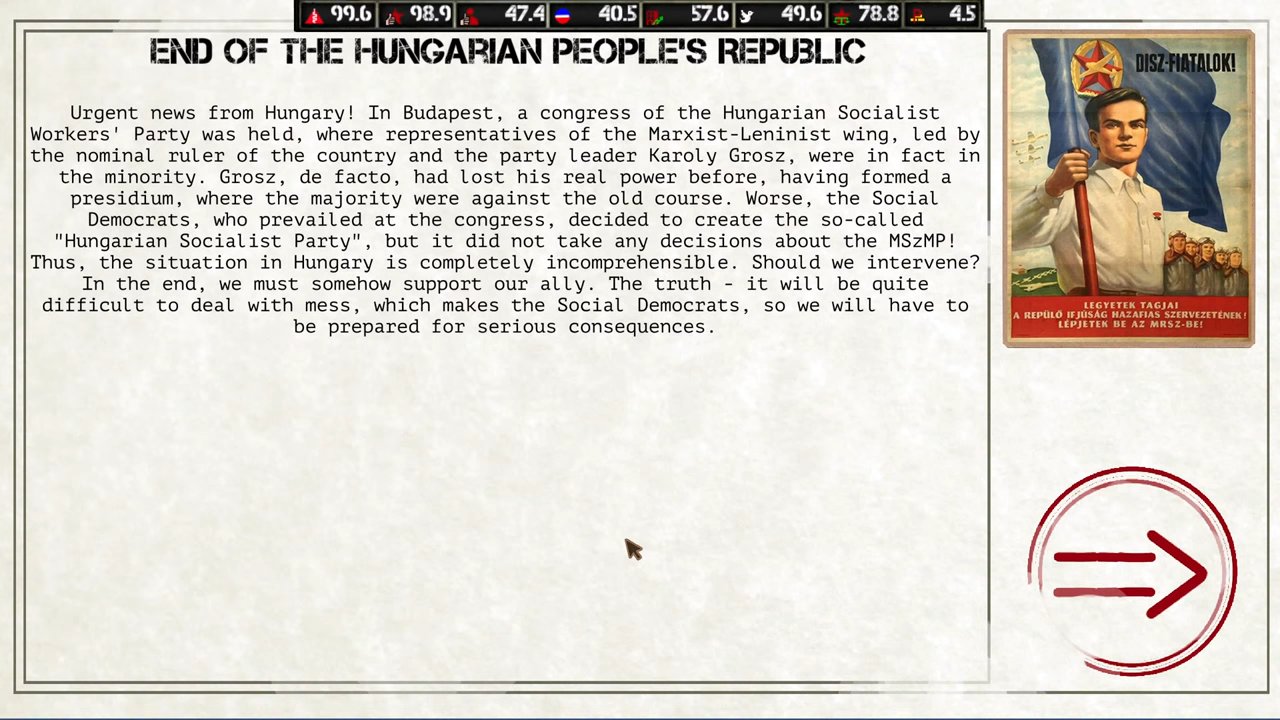 99.6 98.9 47.4 40.5 57.6 49.6 78.8 4.5
END OF THE HUNGARIAN PEOPLE'S REPUBLIC
Urgent news from Hungary! In Budapest, a congress of the Hungarian Socialist
Workers' Party was held, where representatives of the Marxist-Leninist wing, led by
the nominal ruler of the country and the party leader Karoly Grosz, were in fact in
the minority. Grosz, de facto, had lost his real power before, having formed a
presidium, where the majority were against the old course. Worse, the Social
Democrats, who prevailed at the congress, decided to create the so-called
"Hungarian Socialist Party", but it did not take any decisions about the MSzMP!
Thus, the situation in Hungary is completely incomprehensible. Should we intervene?
In the end, we must somehow support our ally. The truth - it will be quite
difficult to deal with mess, which makes the Social Democrats, so we will have to
be prepared for serious consequences.
DISZ-FIATALOK!
LEGYETEK TAGJAI
A REPÜLŐ IFJÚSÁG HAZAFIAS SZERVEZETÉNEK!
LÉPJETEK BE AZ MRSZ-BE!